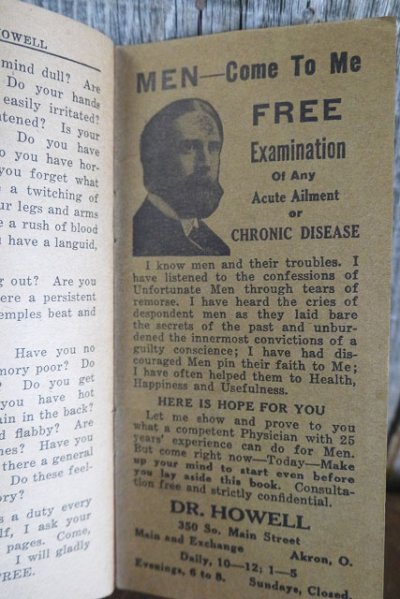 HOWELL
mind dull? Are
Do your hands
easily irritated?
Is your
Do you have
you have hor-
you forget what
a twitching of
ur legs and arms
a rush of blood
have a languid,
ng out? Are you
ere a persistent
emples beat and
Have you no
mory poor? Do
Do you get
you have hot
in the back?
flabby? Are
Have you
there a general
Do these feel-
a duty every
I ask your
pages. Come,
I will gladly
FREE.
MEN—Come To Me
FREE
Examination
Of Any
Acute Ailment
or
CHRONIC DISEASE
I know men and their troubles. I
have listened to the confessions of
Unfortunate Men through tears of
remorse. I have heard the cries of
despondent men as they laid bare
the secrets of the past and unbur-
dened the innermost convictions of a
guilty conscience; I have had dis-
couraged Men pin their faith to Me;
I have often helped them to Health,
Happiness and Usefulness.
HERE IS HOPE FOR YOU
Let me show and prove to you
what a competent Physician with 25
years' experience can do for Men.
But come right now—Today—Make
up your mind to start even before
you lay aside this book. Consulta-
tion free and strictly confidential.
DR. HOWELL
350 So. Main Street
Main and Exchange Akron, O.
Daily, 10–12; 1–5
Evenings, 6 to 8. Sundays, Closed.